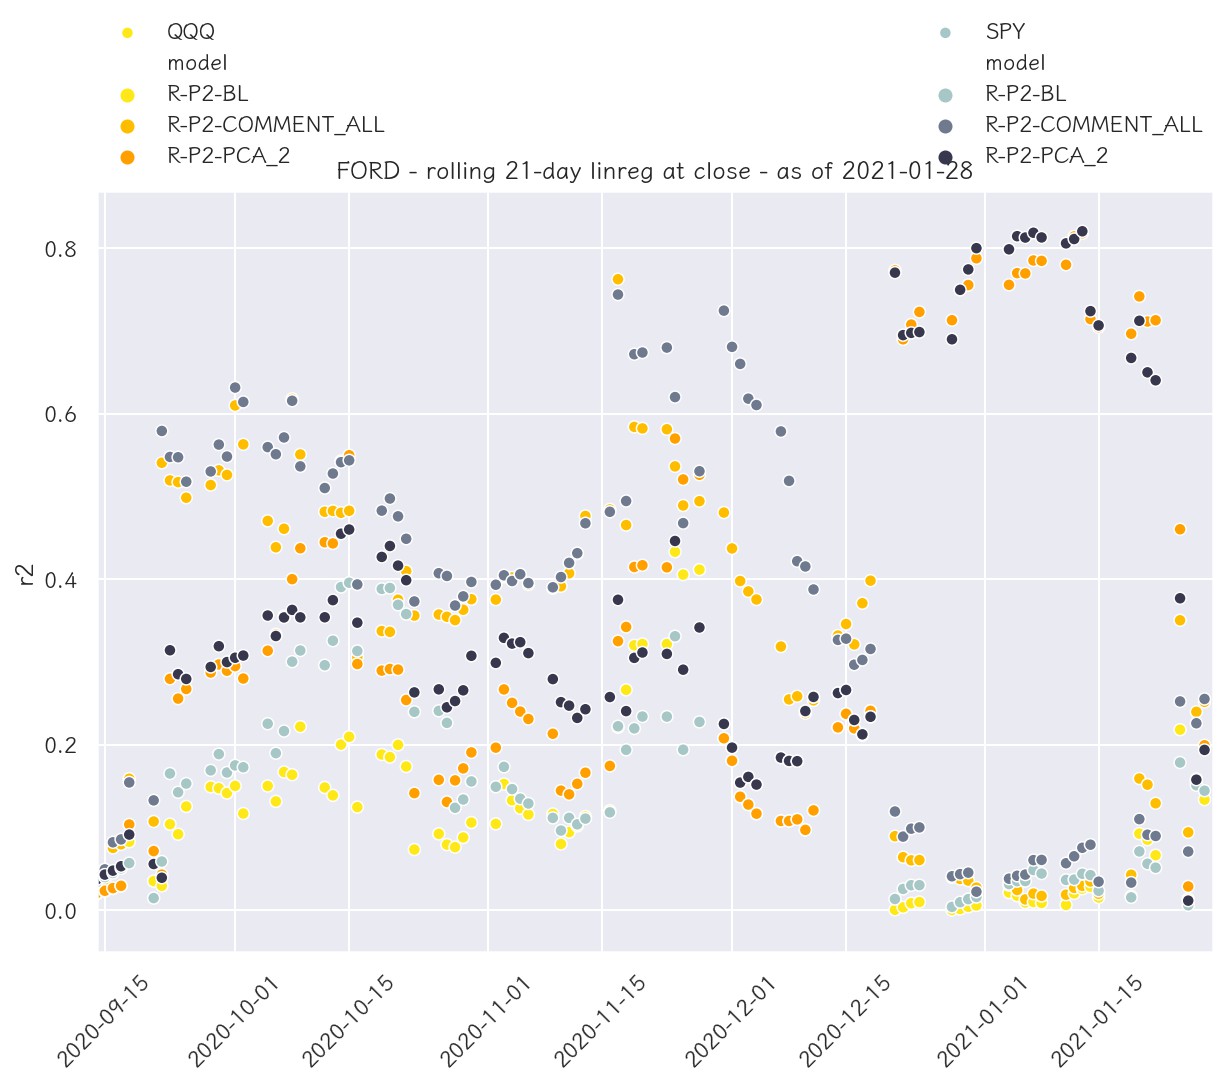 QQQ
model
R-P2-BL
R-P2-COMMENT_ALL
R-P2-PCA_2
SPY
model
R-P2-BL
R-P2-COMMENT_ALL
R-P2-PCA_2
FORD - rolling 21-day linreg at close - as of 2021-01-28
0.8
0.6
0.4
0.2
0.0
r2
2020-09-15
2020-10-01
2020-10-15
2020-11-01
2020-11-15
2020-12-01
2020-12-15
2021-01-01
2021-01-15